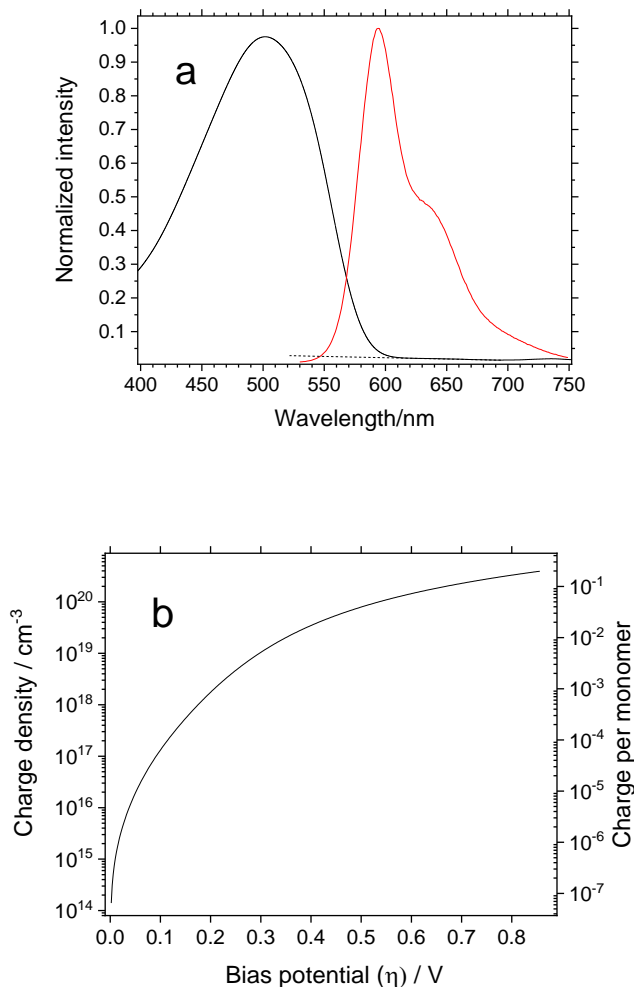 a
Normalized intensity
1.0
0.9
0.8
0.7
0.6
0.5
0.4
0.3
0.2
0.1
400 450 500 550 600 650 700 750
Wavelength/nm
b
Charge density / cm-3
10^20
10^19
10^18
10^17
10^16
10^15
10^14
Charge per monomer
10^-1
10^-2
10^-3
10^-4
10^-5
10^-6
10^-7
0.0 0.1 0.2 0.3 0.4 0.5 0.6 0.7 0.8
Bias potential (η) / V